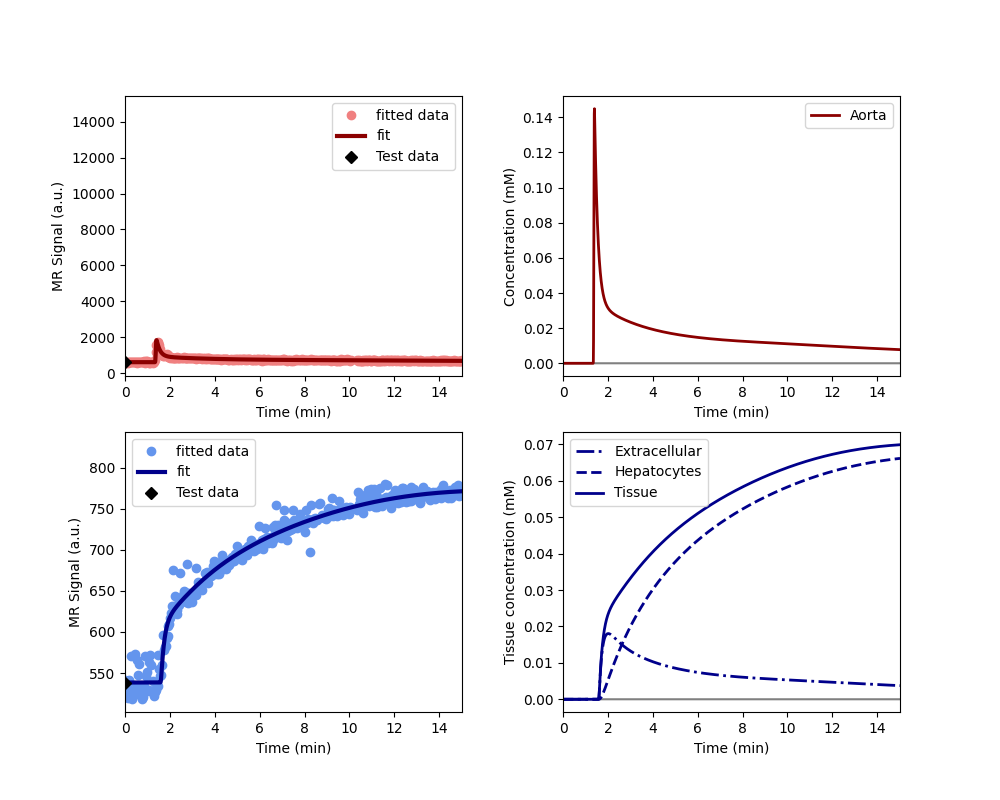 14000
12000
10000
8000
6000
4000
2000
0
MR Signal (a.u.)
fitted data
fit
Test data
0 2 4 6 8 10 12 14
Time (min)
0.14
0.12
0.10
0.08
0.06
0.04
0.02
0.00
Concentration (mM)
Aorta
0 2 4 6 8 10 12 14
Time (min)
800
750
700
650
600
550
MR Signal (a.u.)
fitted data
fit
Test data
0 2 4 6 8 10 12 14
Time (min)
0.07
0.06
0.05
0.04
0.03
0.02
0.01
0.00
Tissue concentration (mM)
Extracellular
Hepatocytes
Tissue
0 2 4 6 8 10 12 14
Time (min)